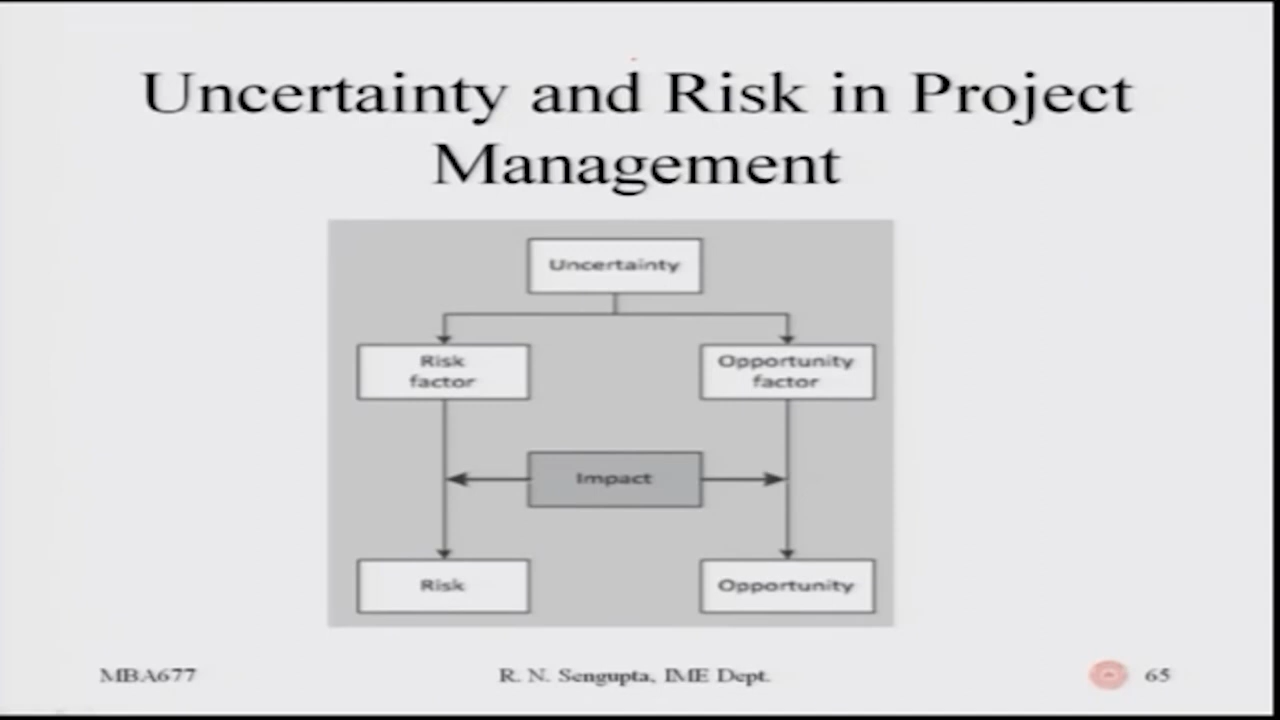 Uncertainty and Risk in Project
Management
Uncertainty
Risk
factor
Opportunity
factor
Impact
Risk
Opportunity
MBA677
R. N. Sengupta, IME Dept.
65